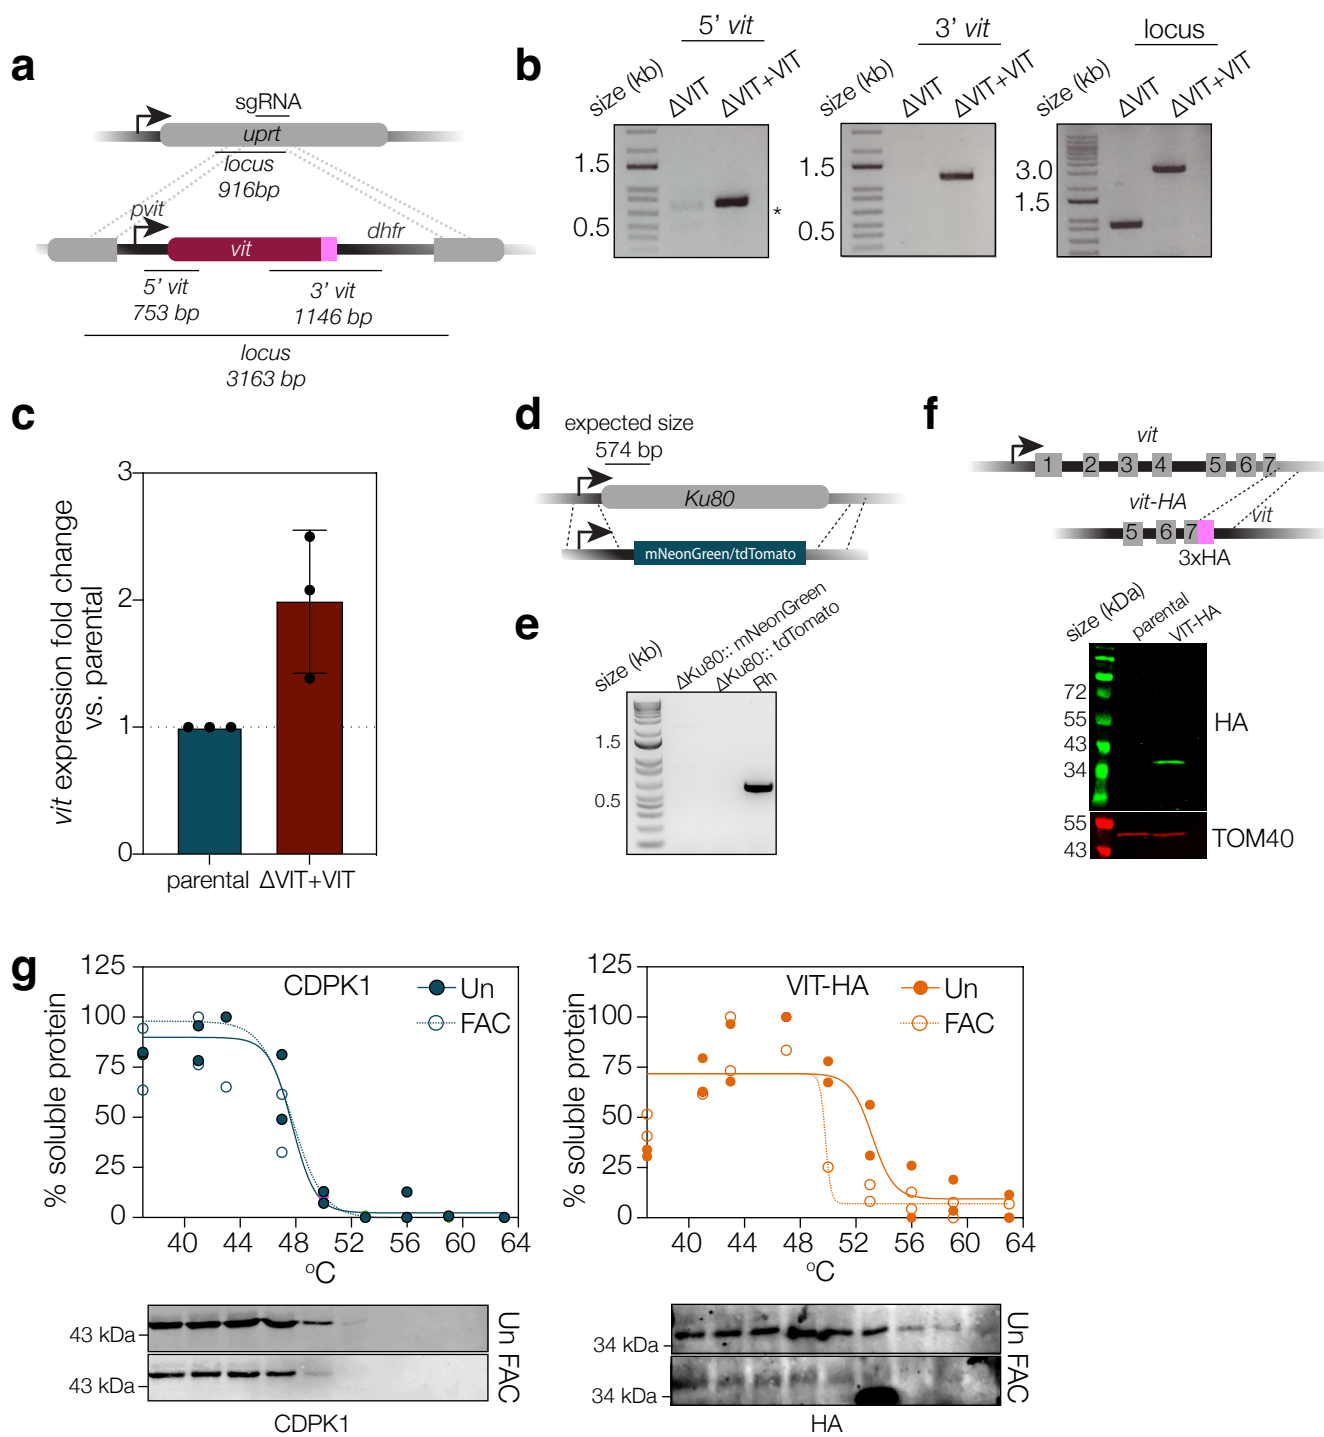 a
sgRNA
uprt
locus
916bp
pvit
dhfr
vit
5' vit
753 bp
3' vit
1146 bp
locus
3163 bp
b
5' vit
3' vit
locus
size (kb)
ΔVIT
ΔVIT+VIT
size (kb)
ΔVIT
ΔVIT+VIT
size (kb)
ΔVIT
ΔVIT+VIT
1.5
0.5
*
1.5
0.5
3.0
1.5
c
vit expression fold change
vs. parental
3
2
1
0
parental
ΔVIT+VIT
d
expected size
574 bp
Ku80
mNeonGreen/tdTomato
e
size (kb)
ΔKu80:: mNeonGreen
ΔKu80:: tdTomato
Rh
1.5
0.5
f
vit
1 2 3 4 5 6 7
vit-HA
vit
5 6 7
3xHA
size (kDa)
parental
VIT-HA
72
55
43
34
HA
55
43
TOM40
g
CDPK1
Un
FAC
% soluble protein
125
100
75
50
25
0
40 44 48 52 56 60 64
oC
43 kDa
43 kDa
Un
FAC
CDPK1
VIT-HA
Un
FAC
% soluble protein
125
100
75
50
25
0
40 44 48 52 56 60 64
oC
34 kDa
34 kDa
Un
FAC
HA